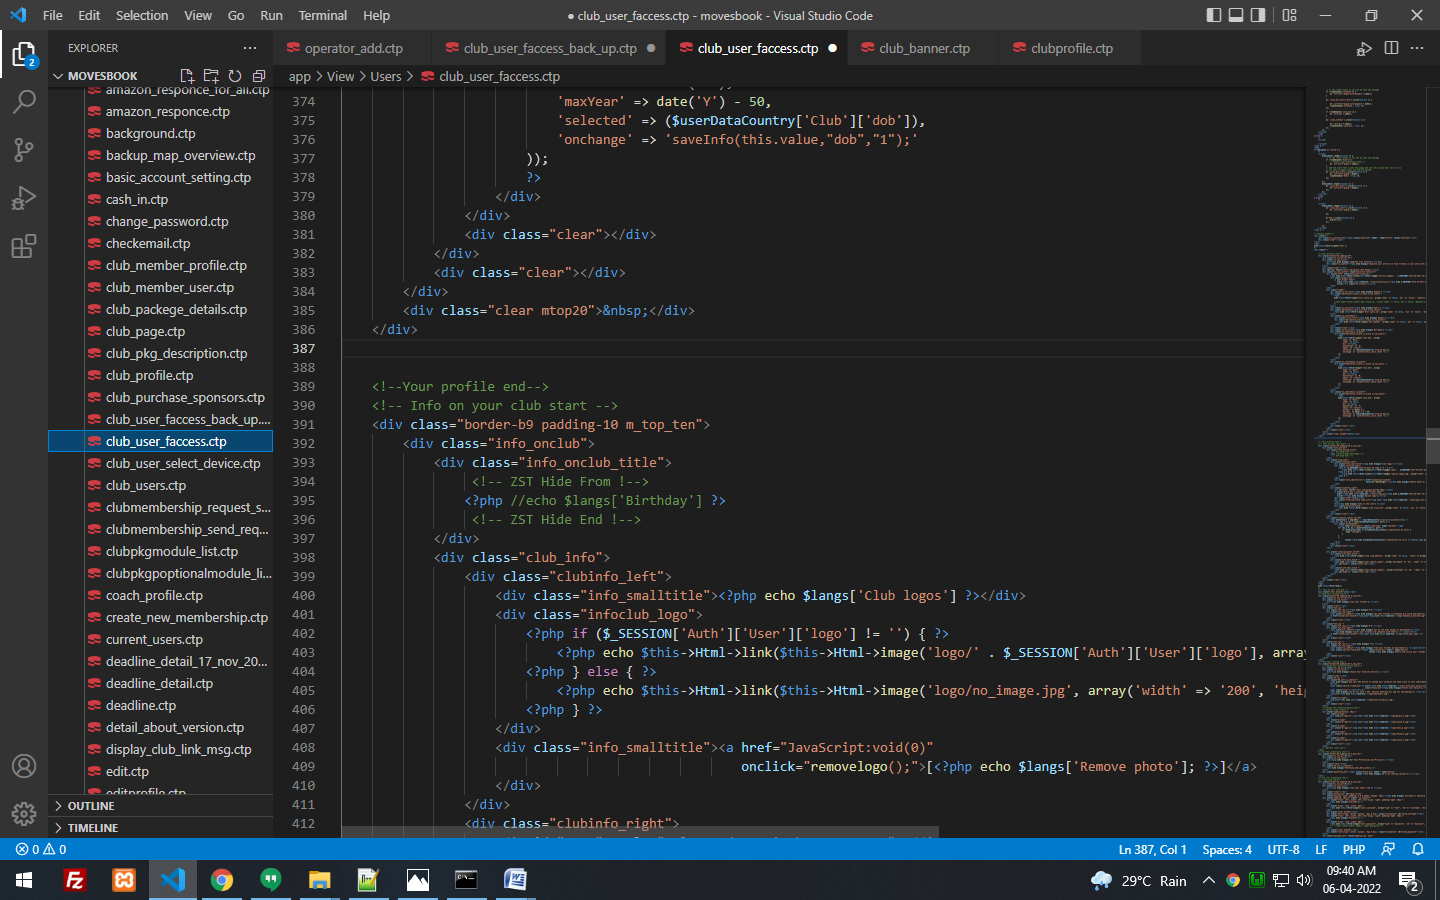 File Edit Selection View Go Run Terminal Help
● club_user_faccess.ctp - movesbook - Visual Studio Code
EXPLORER
operator_add.ctp club_user_faccess_back_up.ctp club_user_faccess.ctp club_banner.ctp clubprofile.ctp
MOVESBOOK
app > View > Users > club_user_faccess.ctp
2
amazon_responce_for_all.ctp
amazon_responce.ctp
background.ctp
backup_map_overview.ctp
basic_account_setting.ctp
cash_in.ctp
change_password.ctp
checkemail.ctp
club_member_profile.ctp
club_member_user.ctp
club_packege_details.ctp
club_page.ctp
club_pkg_description.ctp
club_profile.ctp
club_purchase_sponsors.ctp
club_user_faccess_back_up....
club_user_faccess.ctp
club_user_select_device.ctp
club_users.ctp
clubmembership_request_s...
clubmembership_send_req...
clubpkgmodule_list.ctp
clubpkgpoptionalmodule_li...
coach_profile.ctp
create_new_membership.ctp
current_users.ctp
deadline_detail_17_nov_20...
deadline_detail.ctp
deadline.ctp
detail_about_version.ctp
display_club_link_msg.ctp
edit.ctp
editprofile.ctp
OUTLINE
TIMELINE
374 'maxYear' => date('Y') - 50,
375 'selected' => ($userDataCountry['Club']['dob']),
376 'onchange' => 'saveInfo(this.value,"dob","1");'
377 ));
378 ?>
379 </div>
380 </div>
381 <div class="clear"></div>
382 </div>
383 <div class="clear"></div>
384 </div>
385 <div class="clear mtop20">&nbsp;</div>
386 </div>
387
388
389 <!--Your profile end-->
390 <!-- Info on your club start -->
391 <div class="border-b9 padding-10 m_top_ten">
392 <div class="info_onclub">
393 <div class="info_onclub_title">
394 <!-- ZST Hide From !-->
395 <?php //echo $langs['Birthday'] ?>
396 <!-- ZST Hide End !-->
397 </div>
398 <div class="club_info">
399 <div class="clubinfo_left">
400 <div class="info_smalltitle"><?php echo $langs['Club logos'] ?></div>
401 <div class="infoclub_logo">
402 <?php if ($_SESSION['Auth']['User']['logo'] != '') { ?>
403 <?php echo $this->Html->link($this->Html->image('logo/' . $_SESSION['Auth']['User']['logo'], array
404 <?php } else { ?>
405 <?php echo $this->Html->link($this->Html->image('logo/no_image.jpg', array('width' => '200', 'hei
406 <?php } ?>
407 </div>
408 <div class="info_smalltitle"><a href="JavaScript:void(0)"
409 onclick="removelogo();">[<?php echo $langs['Remove photo']; ?>]</a>
410 </div>
411 </div>
412 <div class="clubinfo_right">
0 0
Ln 387, Col 1 Spaces: 4 UTF-8 LF PHP
29°C Rain
09:40 AM
06-04-2022
2